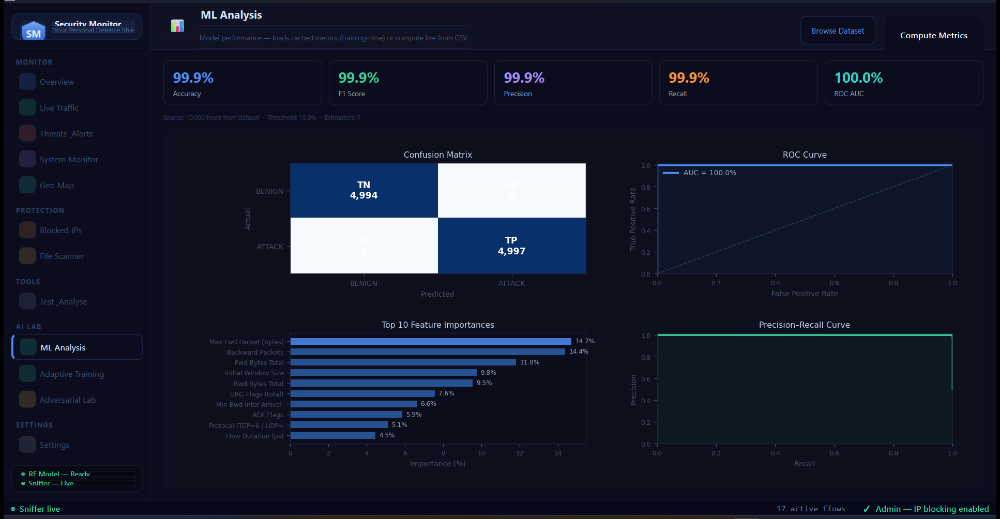 SM
Security Monitor
Your Personal Defence Shie
MONITOR
Overview
Live Traffic
Threats _Alerts
System Monitor
Geo Map
PROTECTION
Blocked IPs
File Scanner
TOOLS
Test _Analyse
AI LAB
ML Analysis
Adaptive Training
Adversarial Lab
SETTINGS
Settings
RF Model — Ready
Sniffer — Live
ML Analysis
Model performance — loads cached metrics (training-time) or compute live from CSV
Browse Dataset
Compute Metrics
99.9%
Accuracy
99.9%
F1 Score
99.9%
Precision
99.9%
Recall
100.0%
ROC AUC
Source: 10,000 flows from dataset · Threshold: 13.9% · Estimators: ?
Confusion Matrix
Actual
BENIGN
ATTACK
TN
4,994
FP
6
FN
3
TP
4,997
BENIGN
ATTACK
Predicted
ROC Curve
True Positive Rate
1.0
0.8
0.6
0.4
0.2
0.0
AUC = 100.0%
0.0 0.2 0.4 0.6 0.8 1.0
False Positive Rate
Top 10 Feature Importances
Max Fwd Packet (bytes) 14.7%
Backward Packets 14.4%
Fwd Bytes Total 11.8%
Initial Window Size 9.8%
Bwd Bytes Total 9.5%
URG Flags (total) 7.6%
Min Bwd Inter-Arrival 6.6%
ACK Flags 5.9%
Protocol (TCP=6 / UDP= 5.1%
Flow Duration (µs) 4.5%
0 2 4 6 8 10 12 14
Importance (%)
Precision–Recall Curve
Precision
1.0
0.8
0.6
0.4
0.2
0.0
0.0 0.2 0.4 0.6 0.8 1.0
Recall
Sniffer live
17 active flows
✓ Admin — IP blocking enabled